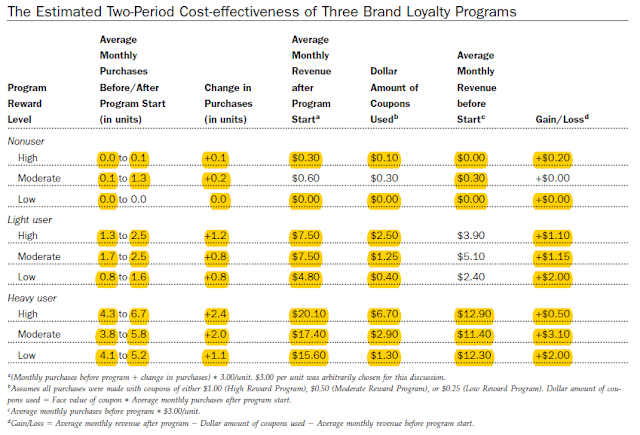 The Estimated Two-Period Cost-effectiveness of Three Brand Loyalty Programs
Average Average
Monthly Monthly Average
Purchases Revenue Dollar Monthly
Program Before/After Change in after Amount of Revenue
Reward Program Start Purchases Program Coupons before
Level (in units) (in units) Startᵃ Usedᵇ Startᶜ Gain/Lossᵈ
Nonuser
High 0.0 to 0.1 +0.1 $0.30 $0.10 $0.00 +$0.20
Moderate 0.1 to 1.3 +0.2 $0.60 $0.30 $0.30 +$0.00
Low 0.0 to 0.0 0.0 $0.00 $0.00 $0.00 +$0.00
Light user
High 1.3 to 2.5 +1.2 $7.50 $2.50 $3.90 +$1.10
Moderate 1.7 to 2.5 +0.8 $7.50 $1.25 $5.10 +$1.15
Low 0.8 to 1.6 +0.8 $4.80 $0.40 $2.40 +$2.00
Heavy user
High 4.3 to 6.7 +2.4 $20.10 $6.70 $12.90 +$0.50
Moderate 3.8 to 5.8 +2.0 $17.40 $2.90 $11.40 +$3.10
Low 4.1 to 5.2 +1.1 $15.60 $1.30 $12.30 +$2.00
ᵃ(Monthly purchases before program + change in purchases) * 3.00/unit. $3.00 per unit was arbitrarily chosen for this discussion.
ᵇAssumes all purchases were made with coupons of either $1.00 (High Reward Program), $0.50 (Moderate Reward Program), or $0.25 (Low Reward Program). Dollar amount of cou-
pons used = Face value of coupon * Average monthly purchases after program start.
ᶜAverage monthly purchases before program * $3.00/unit.
ᵈGain/Loss = Average monthly revenue after program − Dollar amount of coupons used − Average monthly revenue before program start.